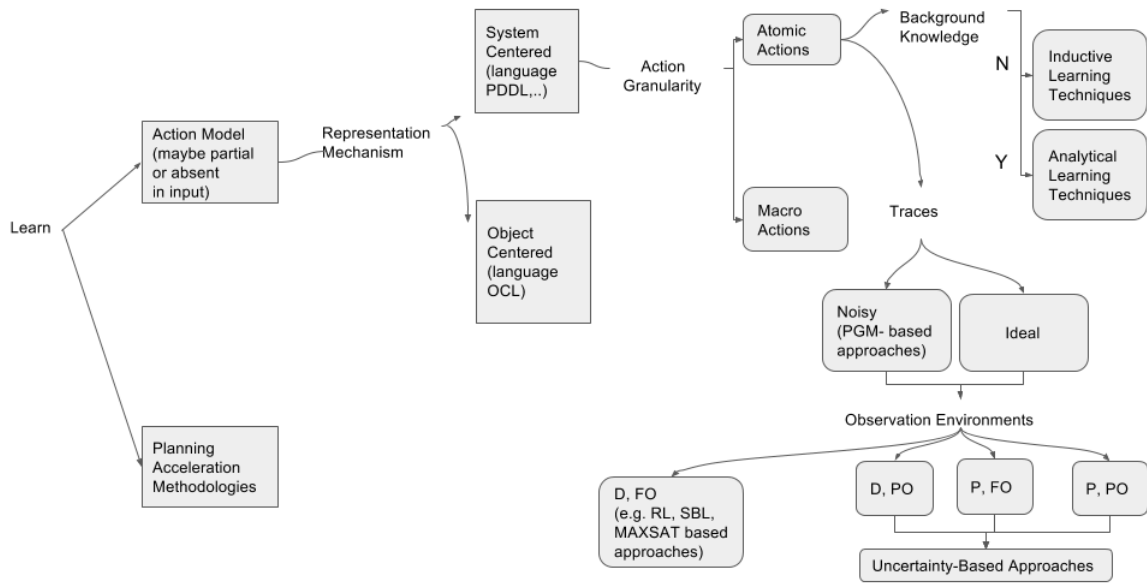 Learn
Action Model
(maybe partial
or absent
in input)
Planning
Acceleration
Methodologies
Representation
Mechanism
System
Centered
(language
PDDL,..)
Object
Centered
(language
OCL)
Action
Granularity
Atomic
Actions
Macro
Actions
Background
Knowledge
N
Y
Inductive
Learning
Techniques
Analytical
Learning
Techniques
Traces
Noisy
(PGM- based
approaches)
Ideal
Observation Environments
D, FO
(e.g. RL, SBL,
MAXSAT based
approaches)
D, PO
P, FO
P, PO
Uncertainty-Based Approaches